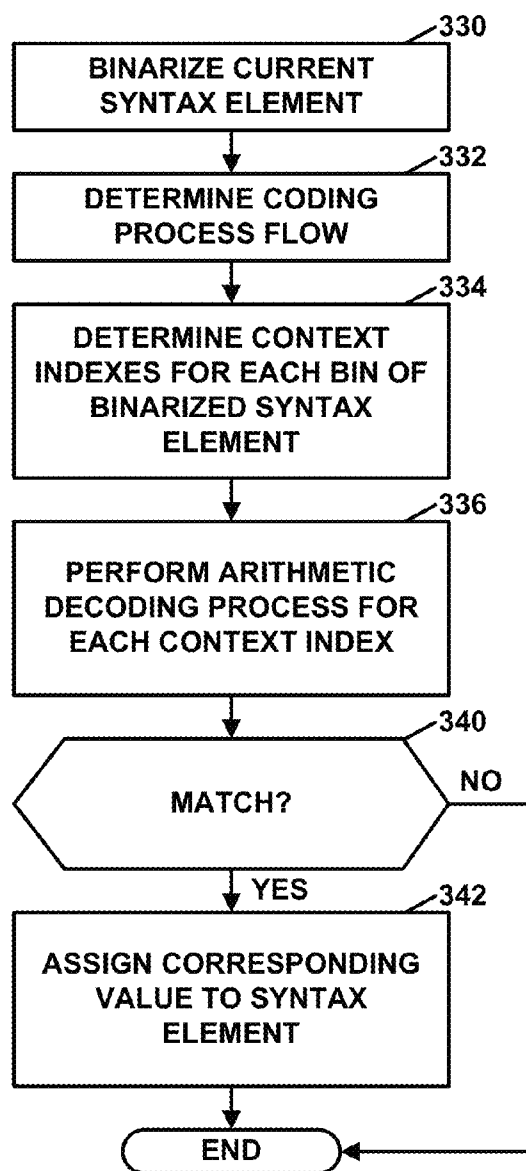 330
BINARIZE CURRENT
SYNTAX ELEMENT
332
DETERMINE CODING
PROCESS FLOW
334
DETERMINE CONTEXT
INDEXES FOR EACH BIN OF
BINARIZED SYNTAX
ELEMENT
336
PERFORM ARITHMETIC
DECODING PROCESS FOR
EACH CONTEXT INDEX
340
MATCH?
NO
YES
342
ASSIGN CORRESPONDING
VALUE TO SYNTAX
ELEMENT
END